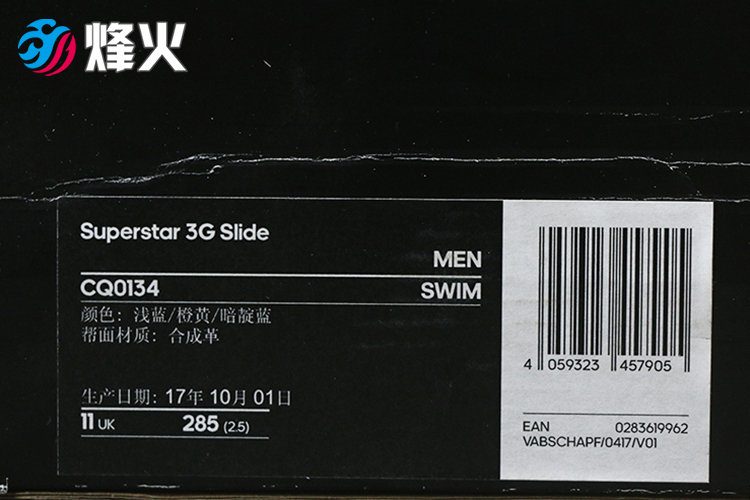 烽火
Superstar 3G Slide
MEN
CQ0134 SWIM
颜色: 浅蓝/橙黄/暗靛蓝
帮面材质: 合成革
生产日期: 17年 10月 01日
11 UK 285 (2.5)
4 059323 457905
EAN 0283619962
VABSCHAPF/0417/V01